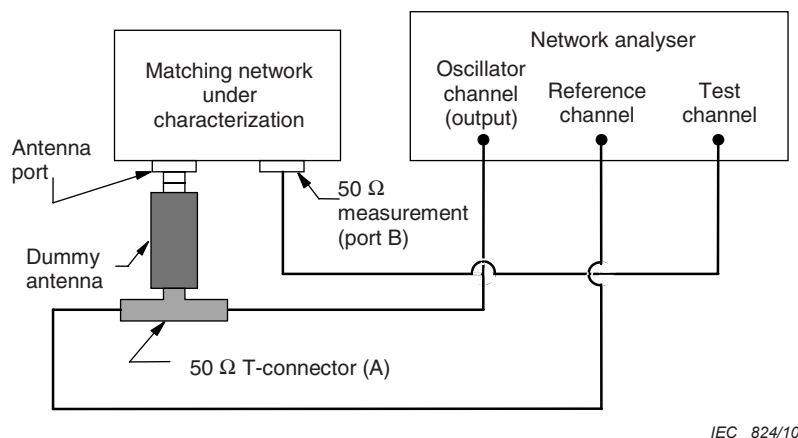 Matching network
under
characterization
Network analyser
Oscillator
channel
(output)
Reference
channel
Test
channel
Antenna
port
50 Ω
measurement
(port B)
Dummy
antenna
50 Ω T-connector (A)
IEC 824/10